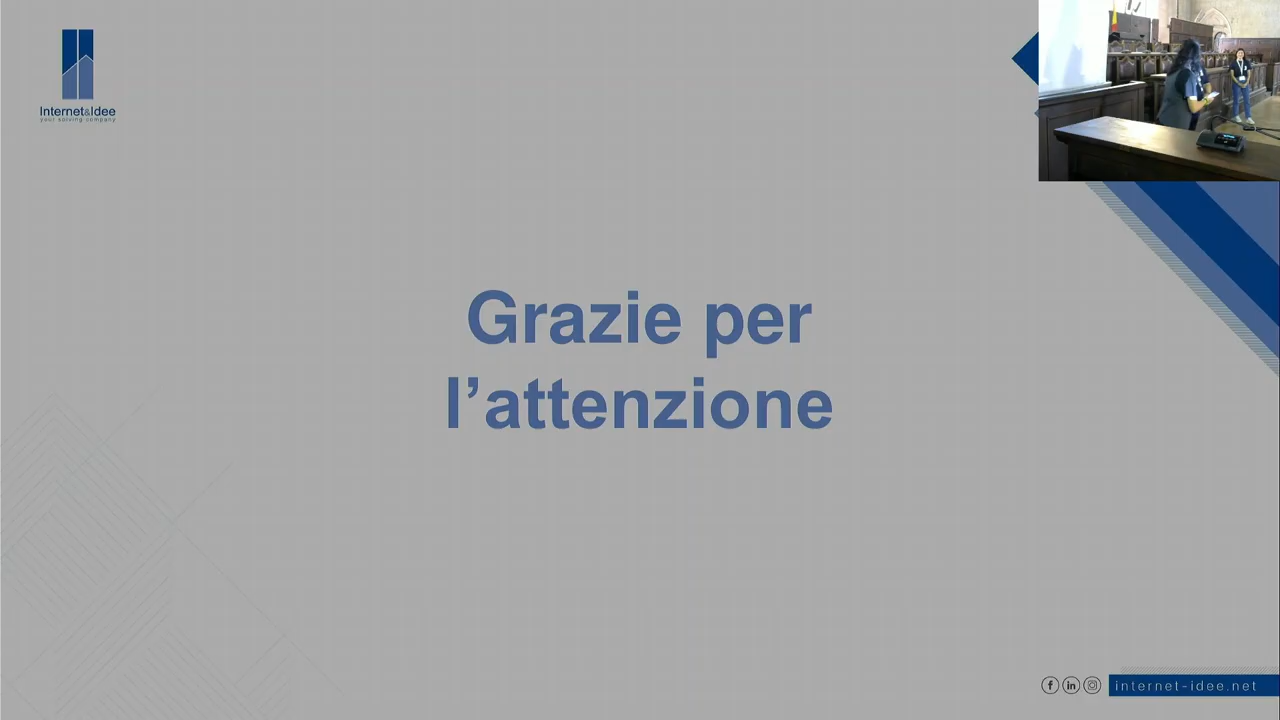 Internet&Idee
your solving company
Grazie per
l’attenzione
internet-idee.net